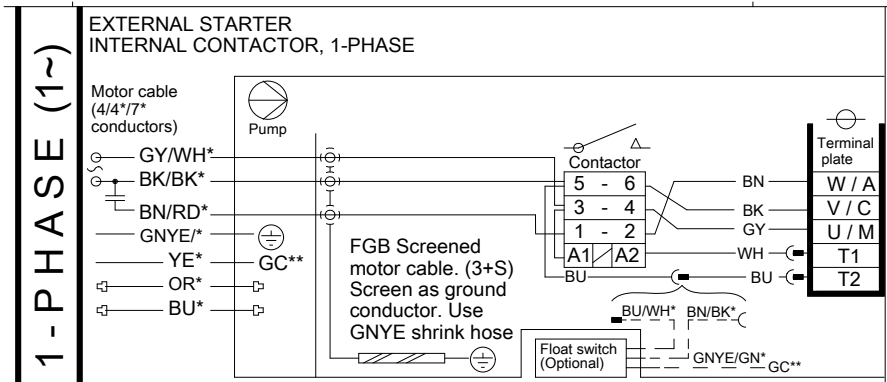 1 - P H A S E (1~)
EXTERNAL STARTER
INTERNAL CONTACTOR, 1-PHASE
Motor cable
(4/4*/7*
conductors)
Pump
GY/WH*
BK/BK*
BN/RD*
GNYE/*
YE*
GC**
OR*
BU*
FGB Screened
motor cable. (3+S)
Screen as ground
conductor. Use
GNYE shrink hose
Contactor
5 - 6
3 - 4
1 - 2
A1 A2
BU
BN
BK
GY
WH
BU
Terminal
plate
W / A
V / C
U / M
T1
T2
BU/WH* BN/BK*
Float switch
(Optional)
GNYE/GN*
GC**